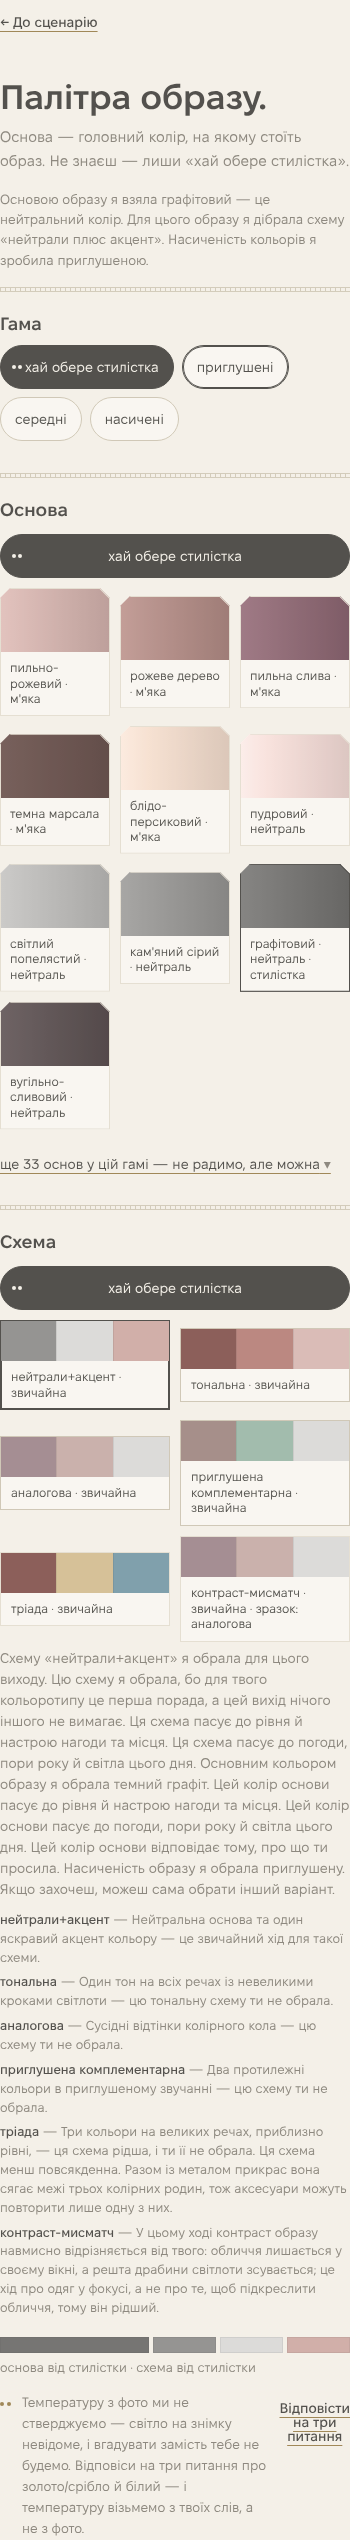 ← До сценарію
Палітра образу.
Основа — головний колір, на якому стоїть
образ. Не знаєш — лиши «хай обере стилістка».
Основою образу я взяла графітовий — це
нейтральний колір. Для цього образу я дібрала схему
«нейтрали плюс акцент». Насиченість кольорів я
зробила приглушеною.
Гама
хай обере стилістка
приглушені
середні
насичені
Основа
хай обере стилістка
пильно-
рожевий ·
м'яка
рожеве дерево
· м'яка
пильна слива ·
м'яка
темна марсала
· м'яка
блідо-
персиковий ·
м'яка
пудровий ·
нейтраль
світлий
попелястий ·
нейтраль
кам'яний сірий
· нейтраль
графітовий ·
нейтраль ·
стилістка
вугільно-
сливовий ·
нейтраль
ще 33 основ у цій гамі — не радимо, але можна ▾
Схема
хай обере стилістка
нейтрали+акцент ·
звичайна
тональна · звичайна
аналогова · звичайна
приглушена
комплементарна ·
звичайна
тріада · звичайна
контраст-мисматч ·
звичайна · зразок:
аналогова
Схему «нейтрали+акцент» я обрала для цього
виходу. Цю схему я обрала, бо для твого
кольоротипу це перша порада, а цей вихід нічого
іншого не вимагає. Ця схема пасує до рівня й
настрою нагоди та місця. Ця схема пасує до погоди,
пори року й світла цього дня. Основним кольором
образу я обрала темний графіт. Цей колір основи
пасує до рівня й настрою нагоди та місця. Цей колір
основи пасує до погоди, пори року й світла цього
дня. Цей колір основи відповідає тому, про що ти
просила. Насиченість образу я обрала приглушену.
Якщо захочеш, можеш сама обрати інший варіант.
нейтрали+акцент — Нейтральна основа та один
яскравий акцент кольору — це звичайний хід для такої
схеми.
тональна — Один тон на всіх речах із невеликими
кроками світлоти — цю тональну схему ти не обрала.
аналогова — Сусідні відтінки колірного кола — цю
схему ти не обрала.
приглушена комплементарна — Два протилежні
кольори в приглушеному звучанні — цю схему ти не
обрала.
тріада — Три кольори на великих речах, приблизно
рівні, — ця схема рідша, і ти її не обрала. Ця схема
менш повсякденна. Разом із металом прикрас вона
сягає межі трьох колірних родин, тож аксесуари можуть
повторити лише одну з них.
контраст-мисматч — У цьому ході контраст образу
навмисно відрізняється від твого: обличчя лишається у
своєму вікні, а решта драбини світлоти зсувається; це
хід про одяг у фокусі, а не про те, щоб підкреслити
обличчя, тому він рідший.
основа від стилістки · схема від стилістки
Температуру з фото ми не
стверджуємо — світло на знімку
невідоме, і вгадувати замість тебе не
будемо. Відповіси на три питання про
золото/срібло й білий — і
температуру візьмемо з твоїх слів, а
не з фото.
Відповісти
на три
питання